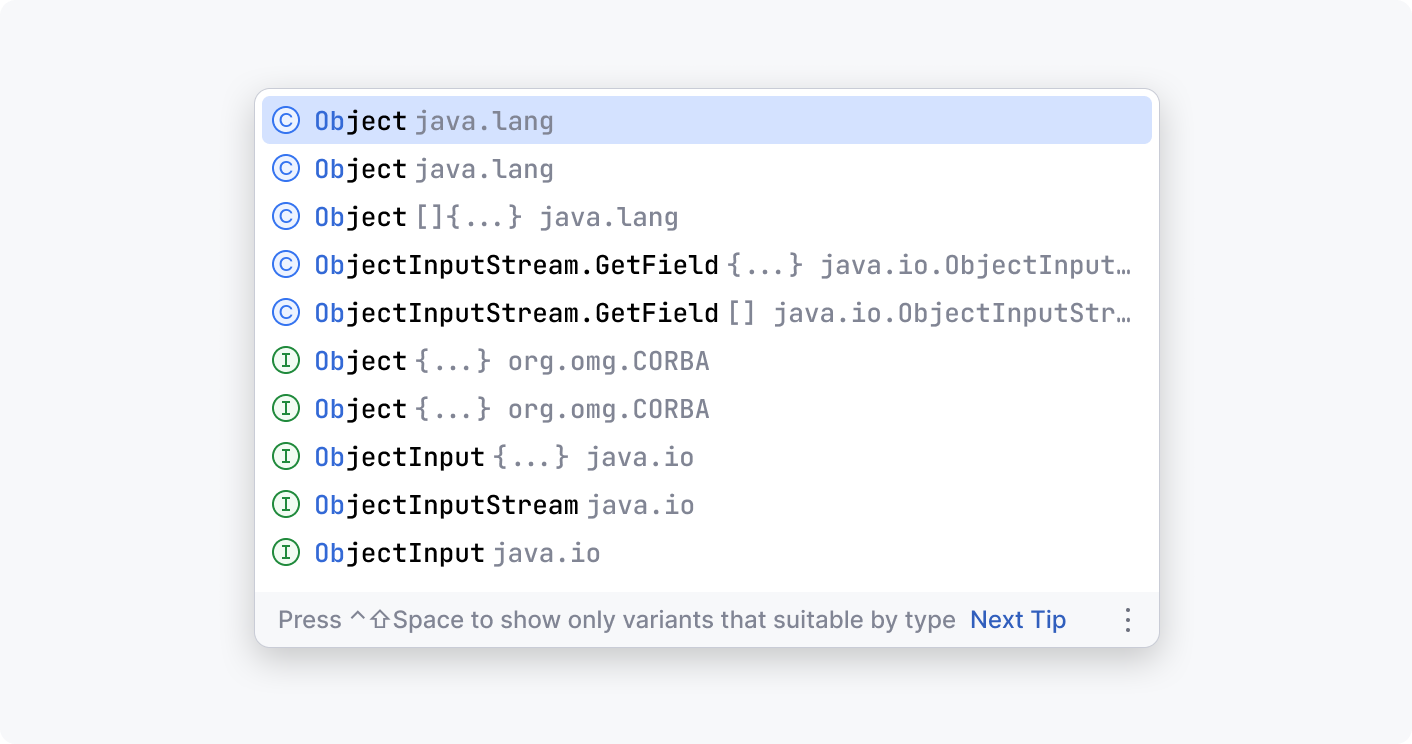 C Object java.lang
C Object java.lang
C Object []{...} java.lang
C ObjectInputStream.GetField {...} java.io.ObjectInput…
C ObjectInputStream.GetField [] java.io.ObjectInputStr…
I Object {...} org.omg.CORBA
I Object {...} org.omg.CORBA
I ObjectInput {...} java.io
I ObjectInputStream java.io
I ObjectInput java.io
Press ⌃⇧Space to show only variants that suitable by type Next Tip